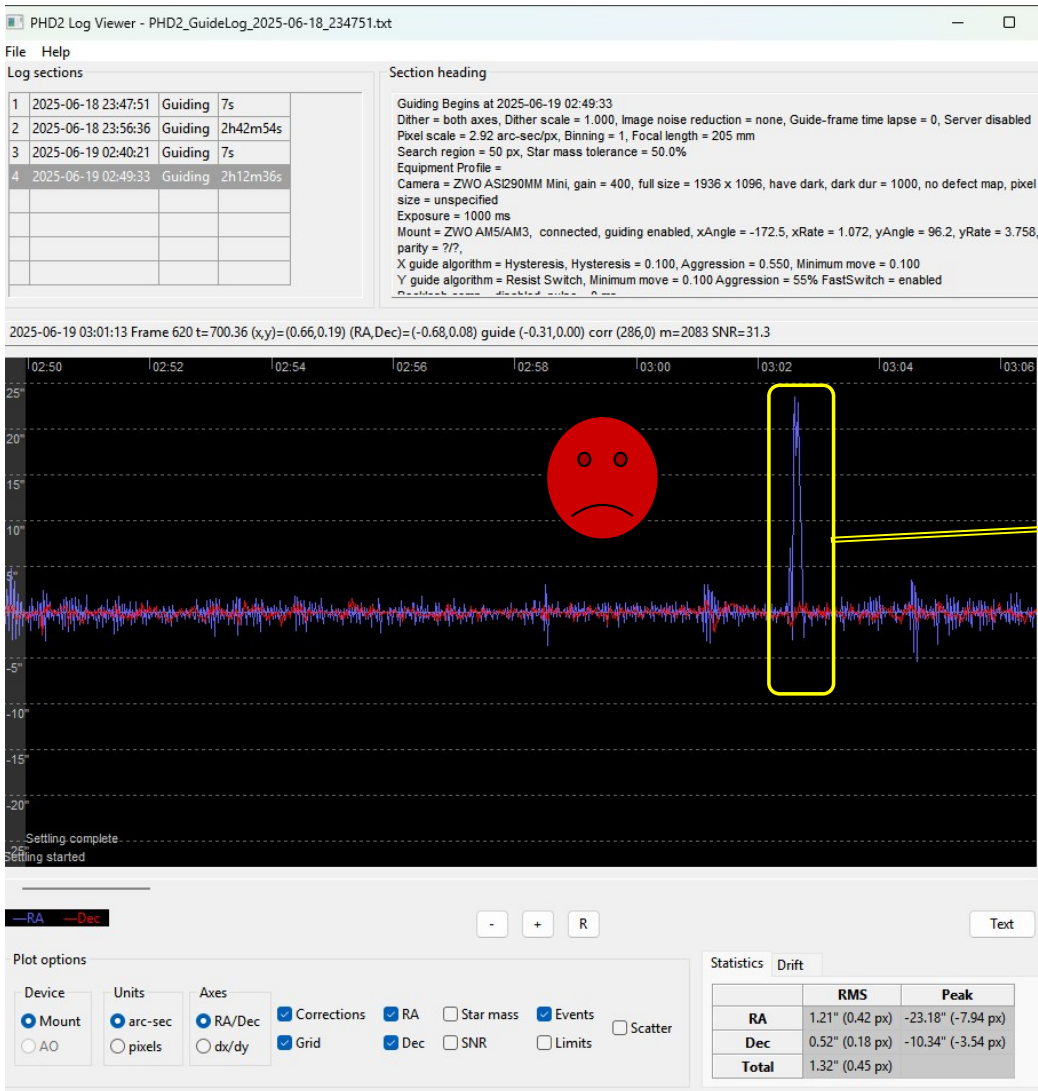 PHD2 Log Viewer - PHD2_GuideLog_2025-06-18_234751.txt
File Help
Log sections
1 2025-06-18 23:47:51 Guiding 7s
2 2025-06-18 23:56:36 Guiding 2h42m54s
3 2025-06-19 02:40:21 Guiding 7s
4 2025-06-19 02:49:33 Guiding 2h12m36s
Section heading
Guiding Begins at 2025-06-19 02:49:33
Dither = both axes, Dither scale = 1.000, Image noise reduction = none, Guide-frame time lapse = 0, Server disabled
Pixel scale = 2.92 arc-sec/px, Binning = 1, Focal length = 205 mm
Search region = 50 px, Star mass tolerance = 50.0%
Equipment Profile =
Camera = ZWO ASI290MM Mini, gain = 400, full size = 1936 x 1096, have dark, dark dur = 1000, no defect map, pixel
size = unspecified
Exposure = 1000 ms
Mount = ZWO AM5/AM3, connected, guiding enabled, xAngle = -172.5, xRate = 1.072, yAngle = 96.2, yRate = 3.758,
parity = ?/?,
X guide algorithm = Hysteresis, Hysteresis = 0.100, Aggression = 0.550, Minimum move = 0.100
Y guide algorithm = Resist Switch, Minimum move = 0.100 Aggression = 55% FastSwitch = enabled
2025-06-19 03:01:13 Frame 620 t=700.36 (x,y)=(0.66,0.19) (RA,Dec)=(-0.68,0.08) guide (-0.31,0.00) corr (286,0) m=2083 SNR=31.3
02:50 02:52 02:54 02:56 02:58 03:00 03:02 03:04 03:06
25"
20"
15"
10"
5"
-5"
-10"
-15"
-20"
Settling complete
-25"
Settling started
RA Dec
- + R Text
Plot options
Device Units Axes
Mount arc-sec RA/Dec Corrections RA Star mass Events Scatter
AO pixels dx/dy Grid Dec SNR Limits
Statistics Drift
RMS Peak
RA 1.21" (0.42 px) -23.18" (-7.94 px)
Dec 0.52" (0.18 px) -10.34" (-3.54 px)
Total 1.32" (0.45 px)